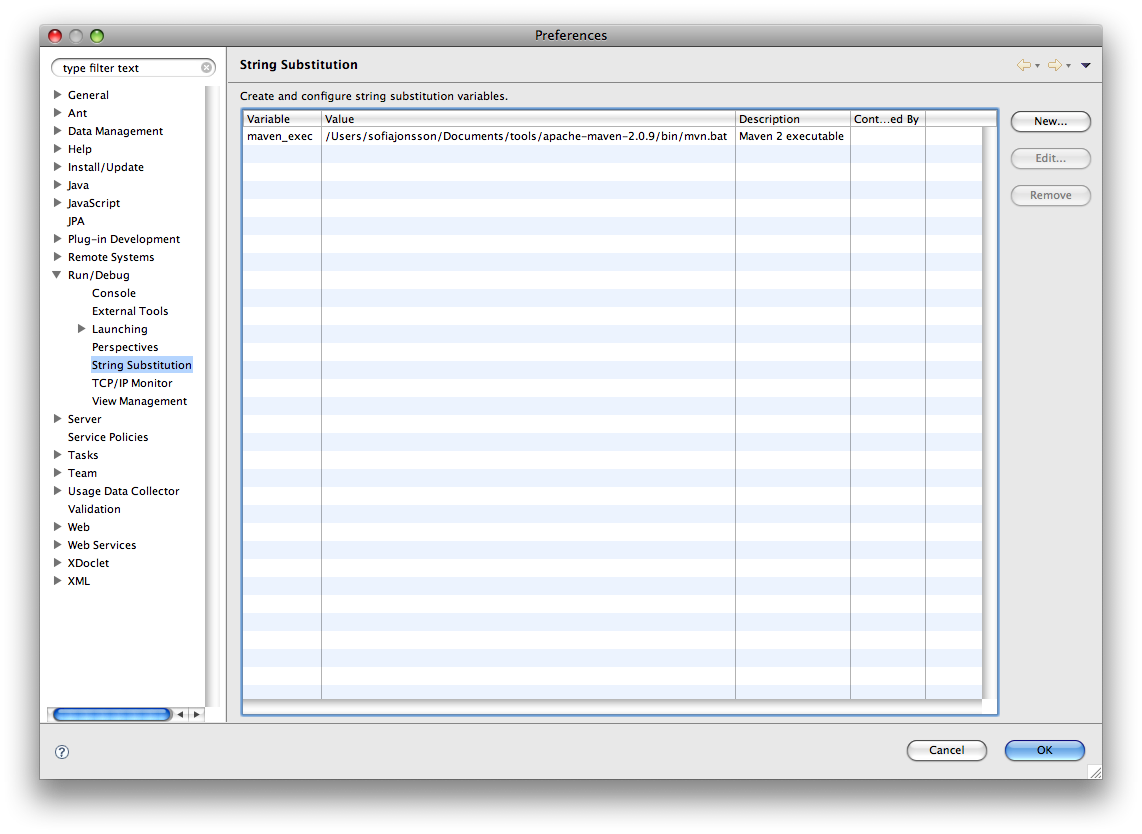 Preferences
type filter text
General
Ant
Data Management
Help
Install/Update
Java
JavaScript
JPA
Plug-in Development
Remote Systems
Run/Debug
Console
External Tools
Launching
Perspectives
String Substitution
TCP/IP Monitor
View Management
Server
Service Policies
Tasks
Team
Usage Data Collector
Validation
Web
Web Services
XDoclet
XML
String Substitution
Create and configure string substitution variables.
Variable Value Description Cont...ed By
maven_exec /Users/sofiajonsson/Documents/tools/apache-maven-2.0.9/bin/mvn.bat Maven 2 executable
New...
Edit...
Remove
?
Cancel OK